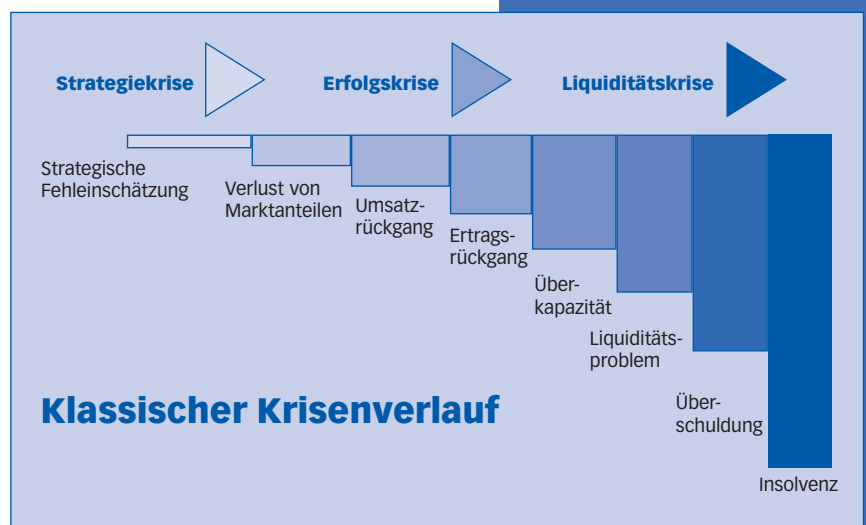 Strategiekrise
Erfolgskrise
Liquiditätskrise
Strategische
Fehleinschätzung
Verlust von
Marktanteilen
Umsatz-
rückgang
Ertrags-
rückgang
Über-
kapazität
Liquiditäts-
problem
Über-
schuldung
Insolvenz
Klassischer Krisenverlauf